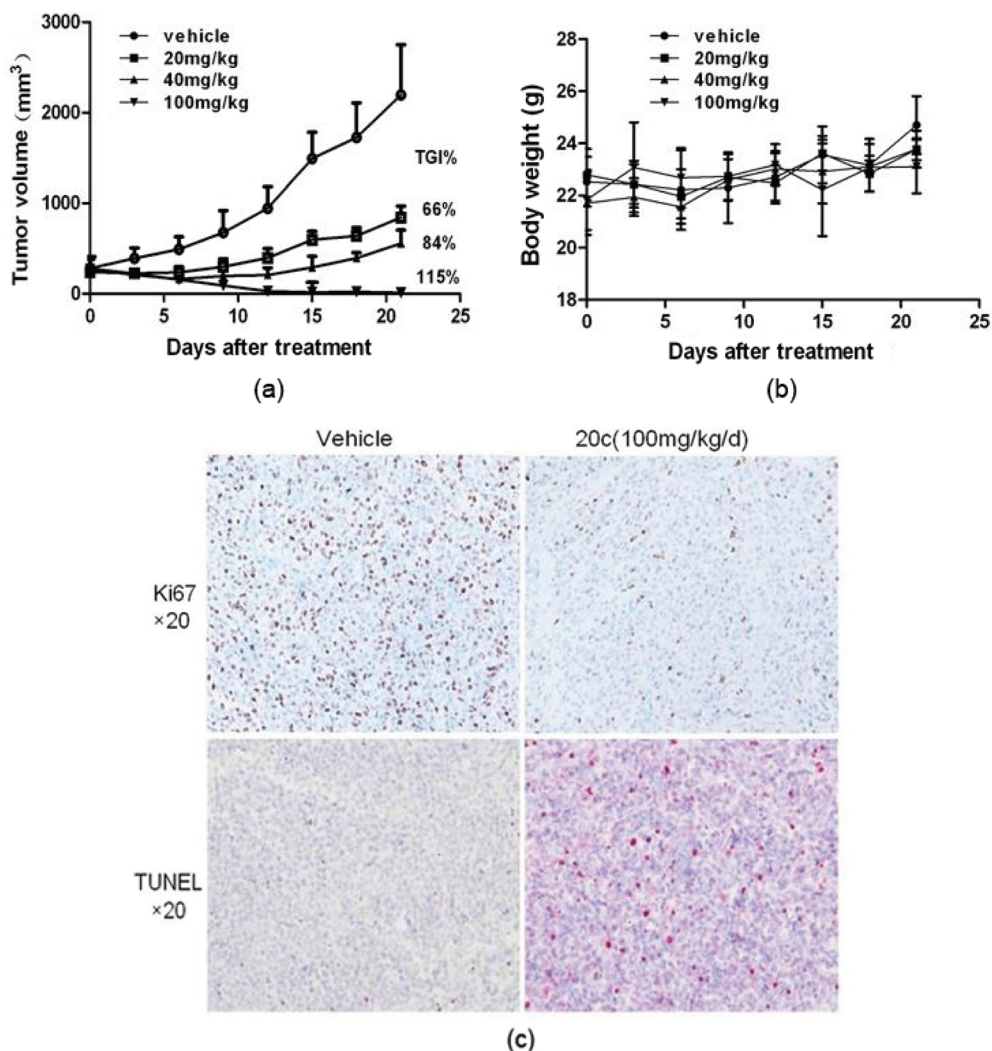 3000
2000
1000
0
Tumor volume (mm³)
vehicle
20mg/kg
40mg/kg
100mg/kg
TGI%
66%
84%
115%
0 5 10 15 20 25
Days after treatment
(a)
28
26
24
22
20
18
Body weight (g)
vehicle
20mg/kg
40mg/kg
100mg/kg
0 5 10 15 20 25
Days after treatment
(b)
Vehicle 20c(100mg/kg/d)
Ki67
×20
TUNEL
×20
(c)